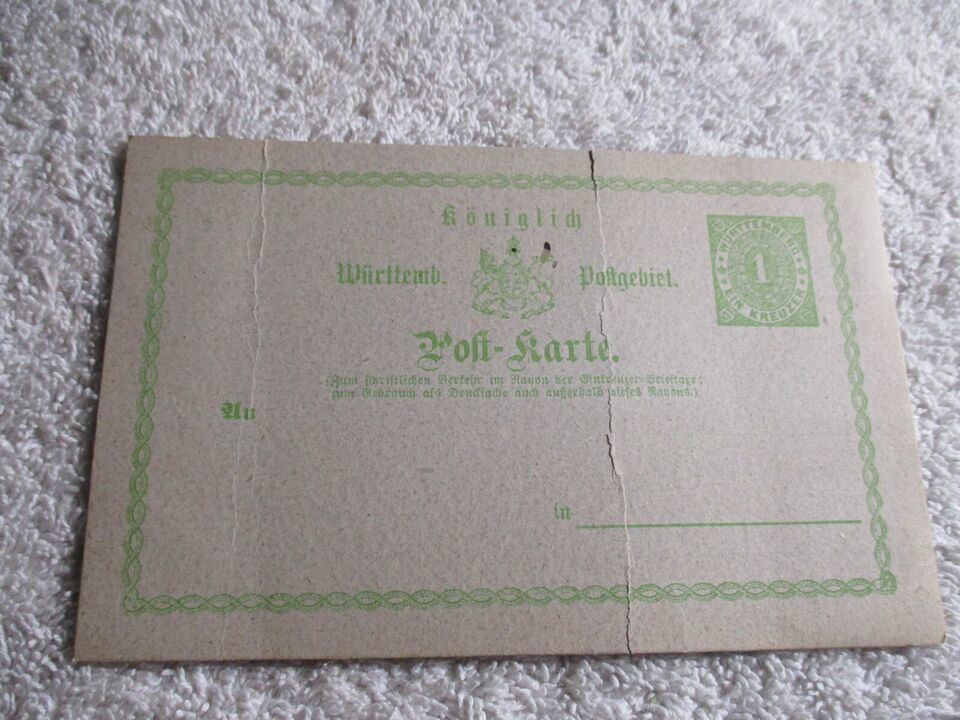 Königlich
Württemb. Postgebiet.
WÜRTTEMBERG
1
EIN KREUZER
Post-Karte.
(Zum schriftlichen Verkehr im Rayon der Einkreuzer-Brieftaxe;
zum Gebrauch als Drucksache auch außerhalb dieses Rayons.)
An
in